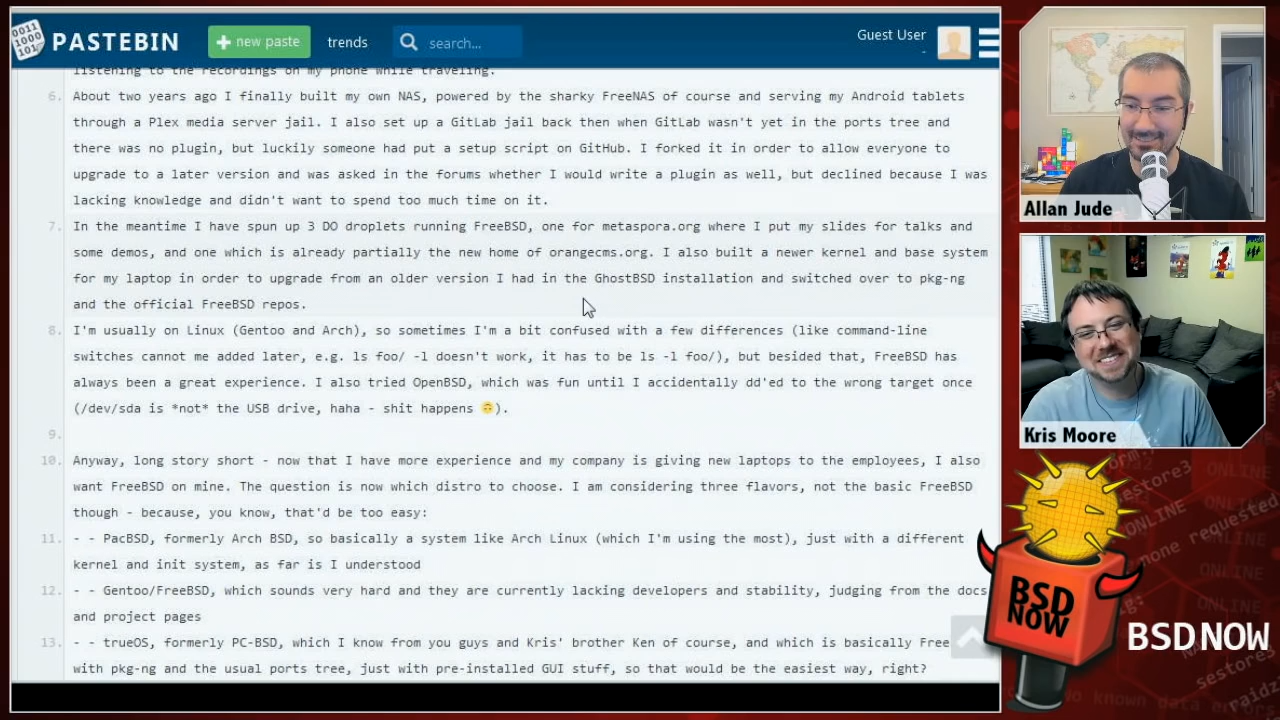 0011
1000
101
PASTEBIN
+ new paste
trends
search...
Guest User
-
listening to the recordings on my phone while traveling.
6. About two years ago I finally built my own NAS, powered by the sharky FreeNAS of course and serving my Android tablets
through a Plex media server jail. I also set up a GitLab jail back then when GitLab wasn't yet in the ports tree and
there was no plugin, but luckily someone had put a setup script on GitHub. I forked it in order to allow everyone to
upgrade to a later version and was asked in the forums whether I would write a plugin as well, but declined because I was
lacking knowledge and didn't want to spend too much time on it.
7. In the meantime I have spun up 3 DO droplets running FreeBSD, one for metaspora.org where I put my slides for talks and
some demos, and one which is already partially the new home of orangecms.org. I also built a newer kernel and base system
for my laptop in order to upgrade from an older version I had in the GhostBSD installation and switched over to pkg-ng
and the official FreeBSD repos.
8. I'm usually on Linux (Gentoo and Arch), so sometimes I'm a bit confused with a few differences (like command-line
switches cannot me added later, e.g. ls foo/ -l doesn't work, it has to be ls -l foo/), but besided that, FreeBSD has
always been a great experience. I also tried OpenBSD, which was fun until I accidentally dd'ed to the wrong target once
(/dev/sda is *not* the USB drive, haha - shit happens 🙃).
9.
10. Anyway, long story short - now that I have more experience and my company is giving new laptops to the employees, I also
want FreeBSD on mine. The question is now which distro to choose. I am considering three flavors, not the basic FreeBSD
though - because, you know, that'd be too easy:
11. - - PacBSD, formerly Arch BSD, so basically a system like Arch Linux (which I'm using the most), just with a different
kernel and init system, as far is I understood
12. - - Gentoo/FreeBSD, which sounds very hard and they are currently lacking developers and stability, judging from the docs
and project pages
13. - - trueOS, formerly PC-BSD, which I know from you guys and Kris' brother Ken of course, and which is basically Free
with pkg-ng and the usual ports tree, just with pre-installed GUI stuff, so that would be the easiest way, right?
Allan Jude
Kris Moore
BSD
NOW
BSDNOW